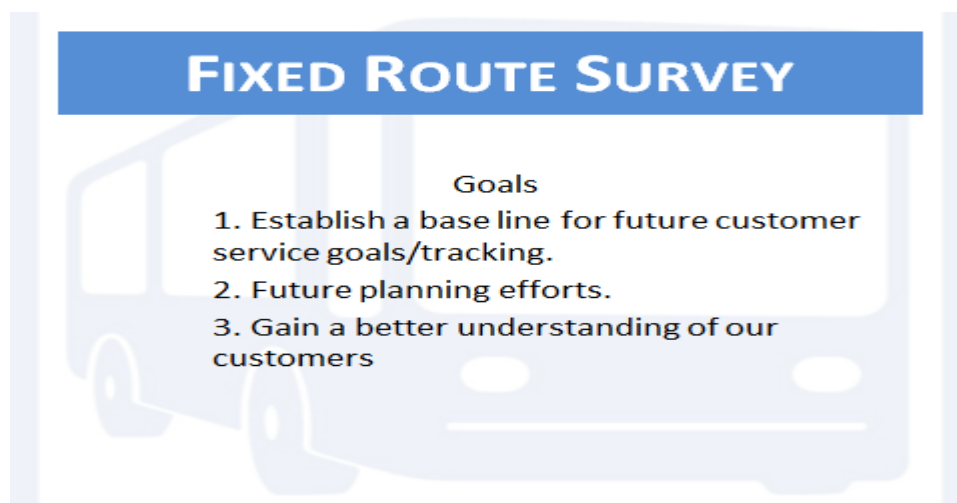 FIXED ROUTE SURVEY
Goals
1. Establish a base line for future customer
service goals/tracking.
2. Future planning efforts.
3. Gain a better understanding of our
customers